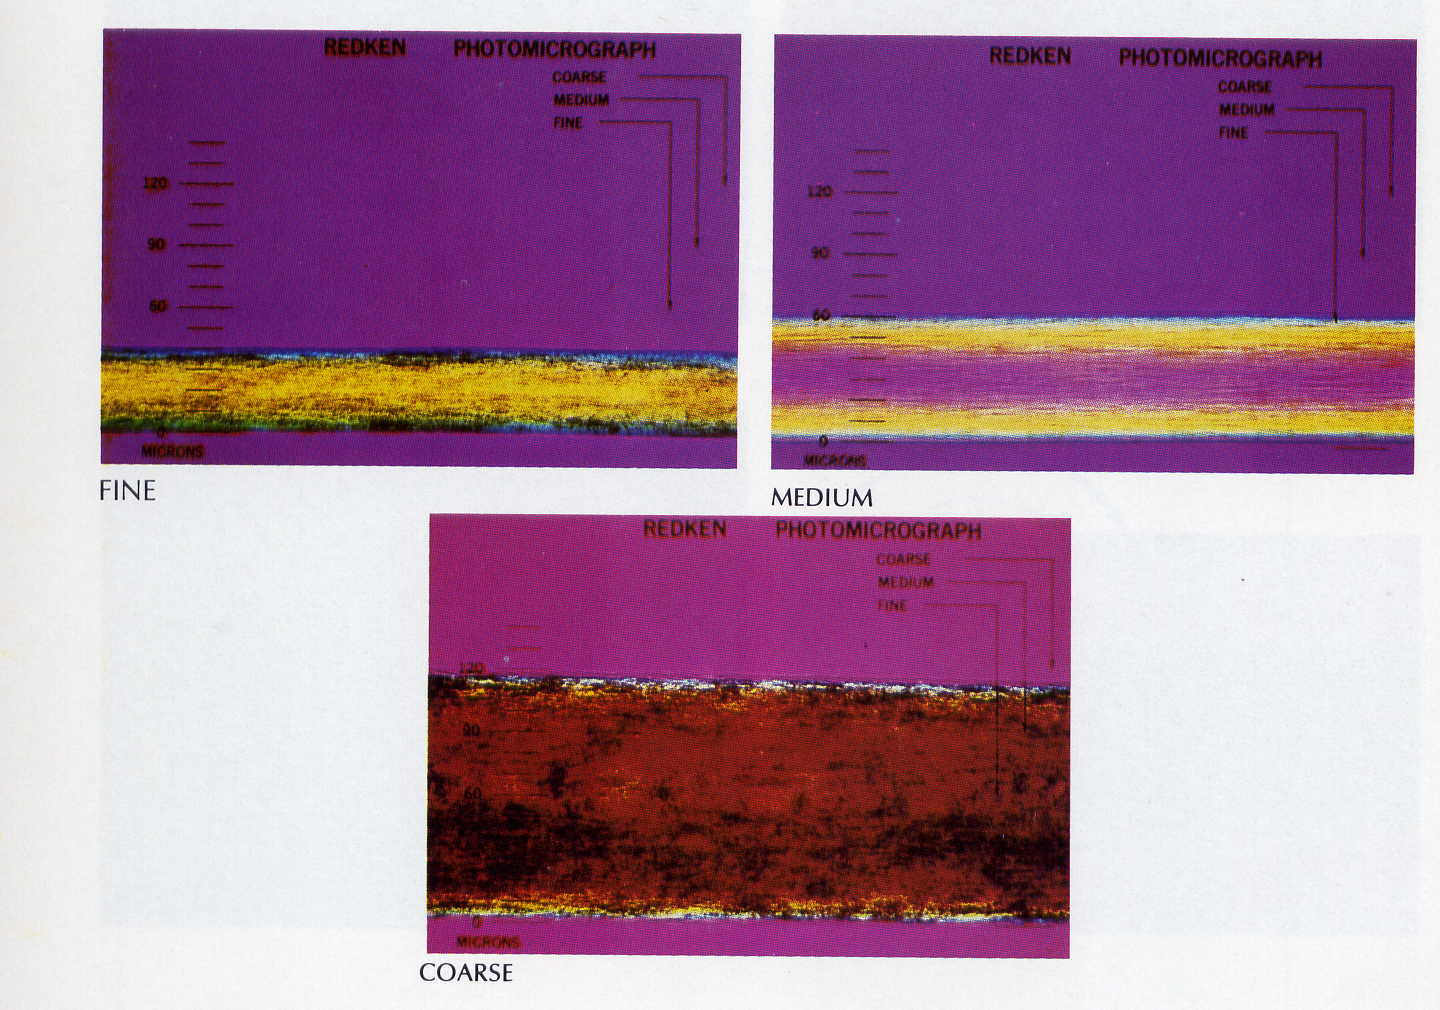 REDKEN PHOTOMICROGRAPH
COARSE
MEDIUM
FINE
120
90
60
0
MICRONS
FINE
REDKEN PHOTOMICROGRAPH
COARSE
MEDIUM
FINE
120
90
60
0
MICRONS
MEDIUM
REDKEN PHOTOMICROGRAPH
COARSE
MEDIUM
FINE
120
90
60
0
MICRONS
COARSE